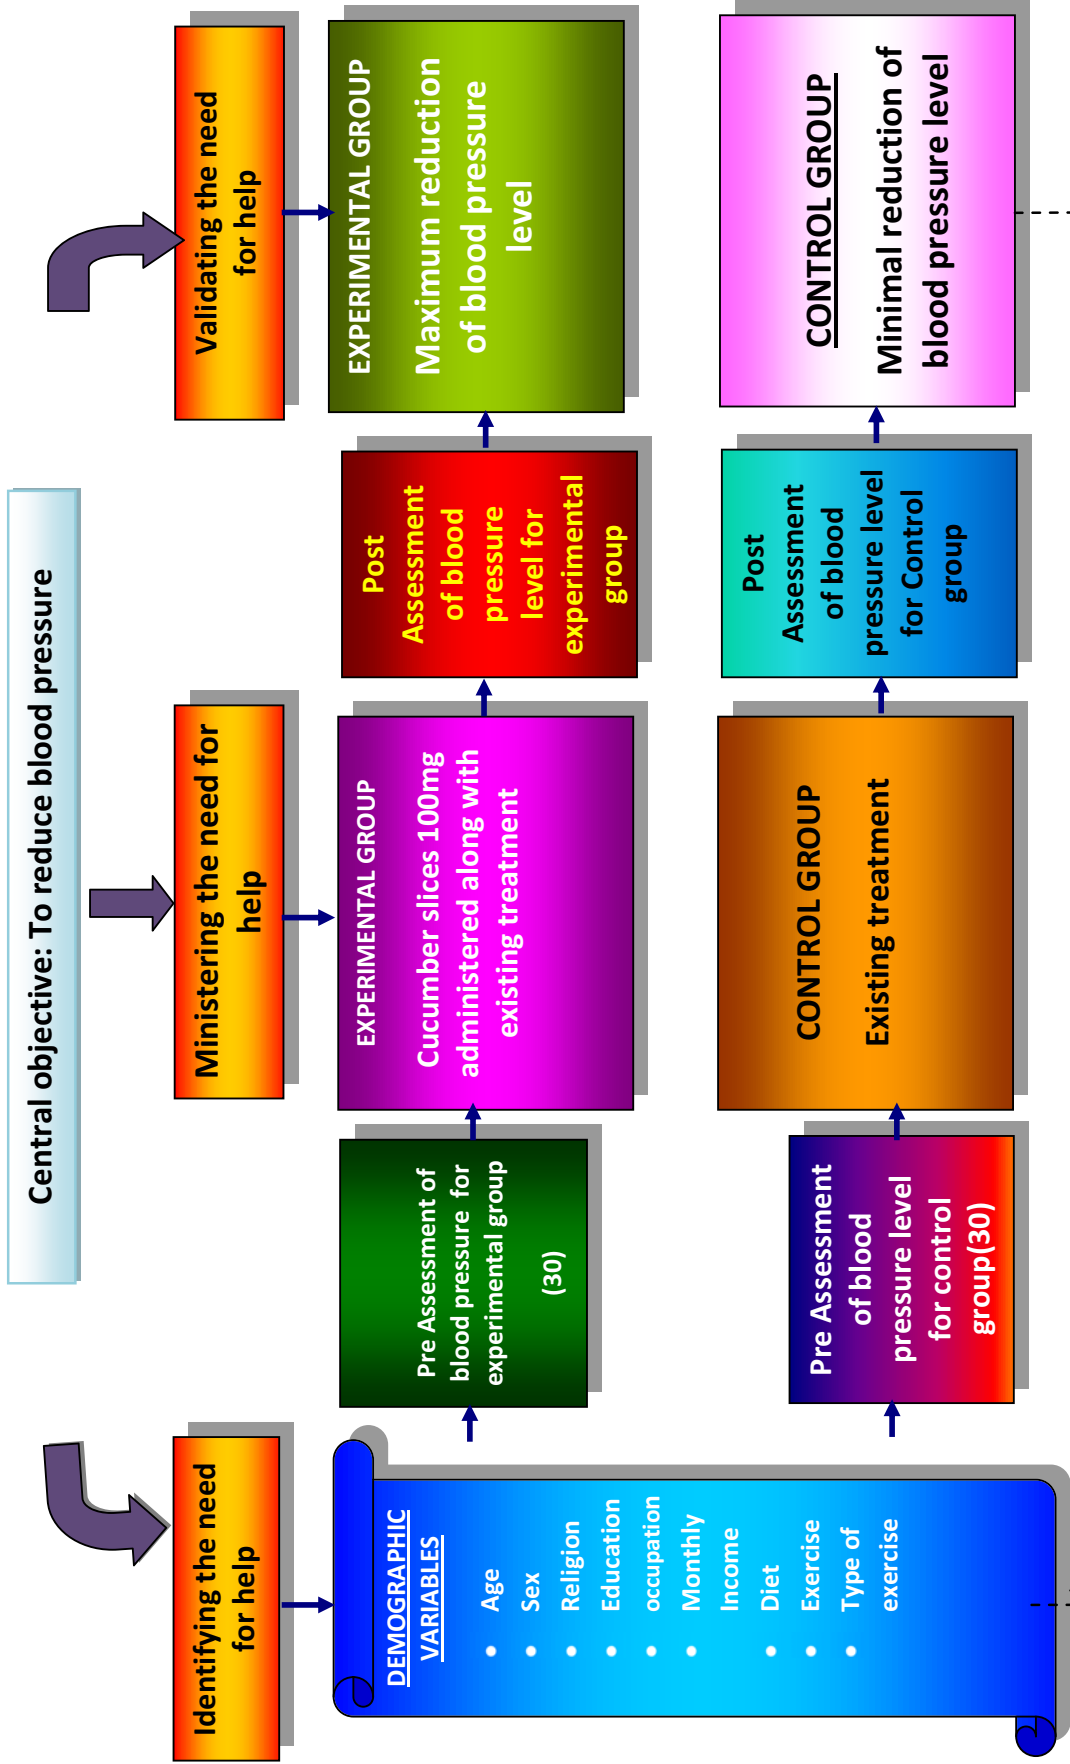 Central objective: To reduce blood pressure
Identifying the need
for help
Ministering the need for
help
Validating the need
for help
DEMOGRAPHIC
VARIABLES
• Age
• Sex
• Religion
• Education
• occupation
• Monthly
Income
• Diet
• Exercise
• Type of
exercise
Pre Assessment of
blood pressure for
experimental group
(30)
EXPERIMENTAL GROUP
Cucumber slices 100mg
administered along with
existing treatment
Post
Assessment
of blood
pressure
level for
experimental
group
EXPERIMENTAL GROUP
Maximum reduction
of blood pressure
level
Pre Assessment
of blood
pressure level
for control
group(30)
CONTROL GROUP
Existing treatment
Post
Assessment
of blood
pressure level
for Control
group
CONTROL GROUP
Minimal reduction of
blood pressure level